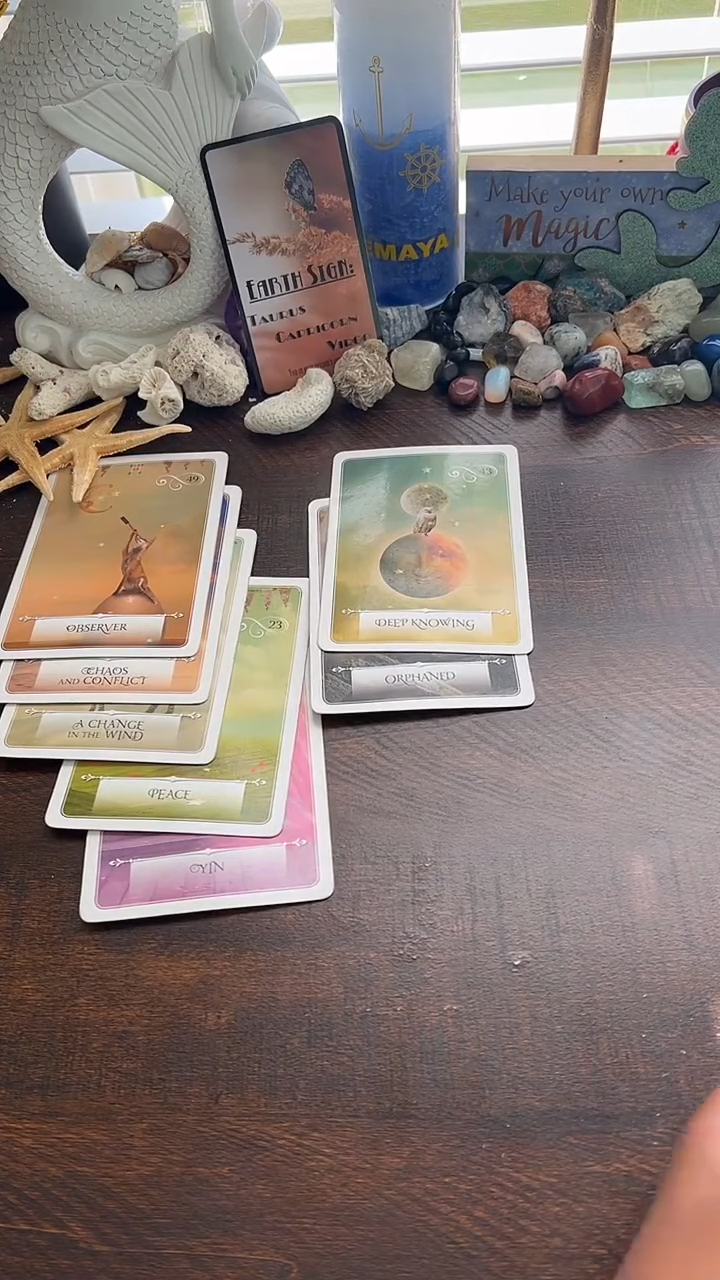 EARTH SIGN:
TAURUS
CAPRICORN
VIRGO
EMAYA
Make your own
Magic
49
OBSERVER
CHAOS
AND CONFLICT
A CHANGE
IN THE WIND
23
PEACE
YIN
43
DEEP KNOWING
ORPHANED